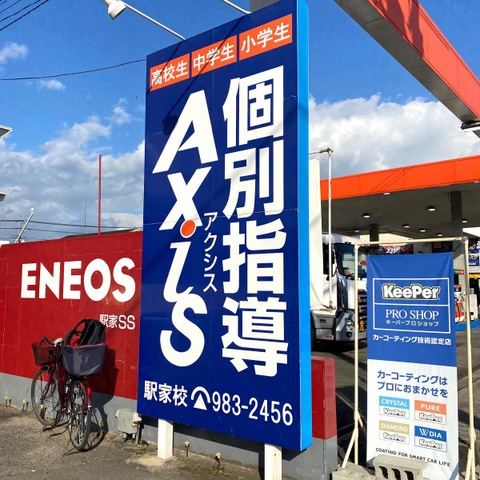 高校生 中学生 小学生
個別指導
Axis
アクシス
駅家校 983-2456
ENEOS
駅家SS
KeePer
PRO SHOP
キーパープロショップ
カーコーティング技術認定店
カーコーティングは
プロにおまかせを
CRYSTAL KeePer
PURE KeePer
DIAMOND KeePer
W DIA KeePer
COATING FOR SMART CAR LIFE